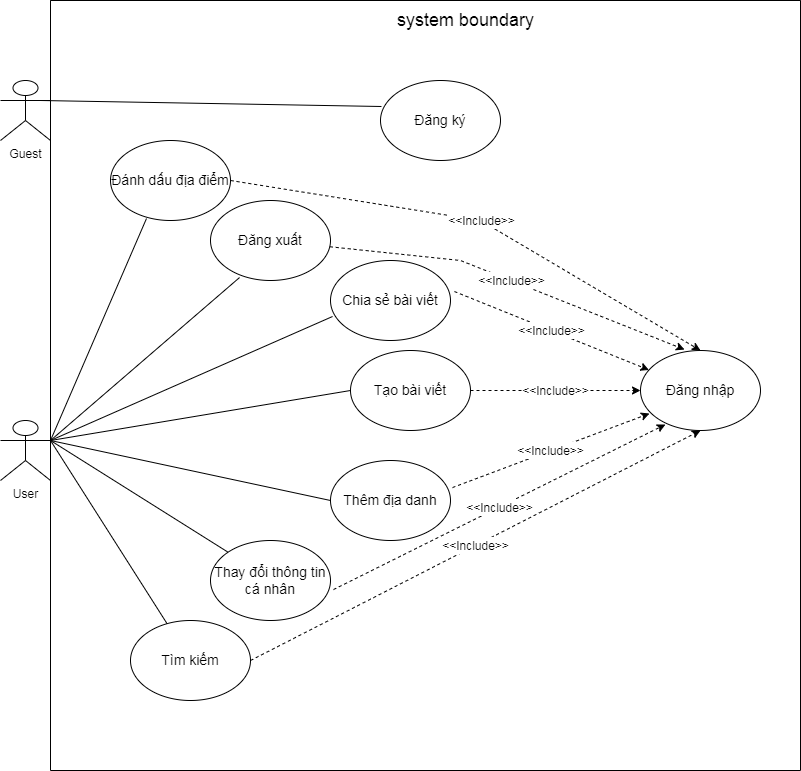 system boundary
Đăng ký
Guest
Đánh dấu địa điểm
<<Include>>
Đăng xuất
<<Include>>
Chia sẻ bài viết
<<Include>>
Tạo bài viết
<<Include>>
Đăng nhập
User
Thêm địa danh
<<Include>>
<<Include>>
Thay đổi thông tin
cá nhân
<<Include>>
Tìm kiếm